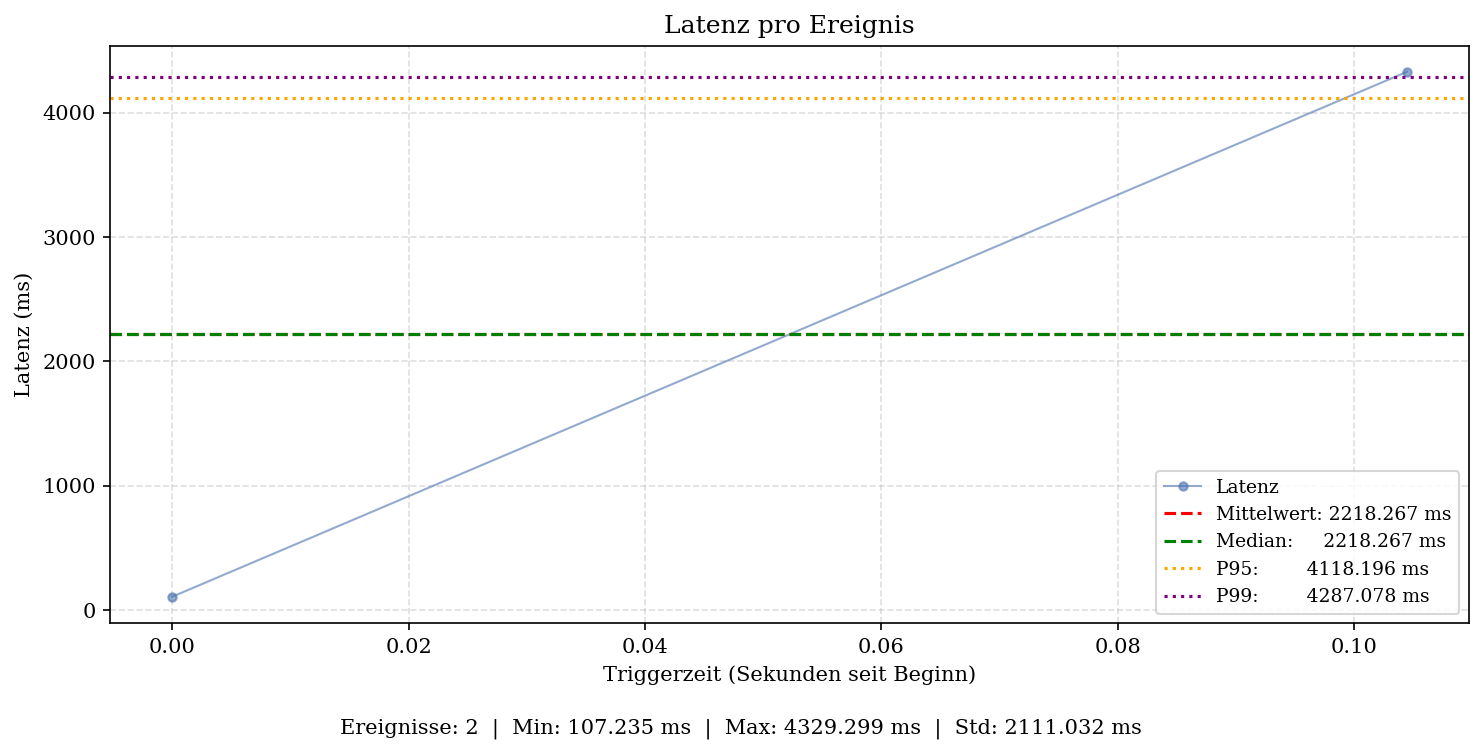 Latenz pro Ereignis
Latenz (ms)
4000
3000
2000
1000
0
0.00 0.02 0.04 0.06 0.08 0.10
Triggerzeit (Sekunden seit Beginn)
Latenz
Mittelwert: 2218.267 ms
Median: 2218.267 ms
P95: 4118.196 ms
P99: 4287.078 ms
Ereignisse: 2 | Min: 107.235 ms | Max: 4329.299 ms | Std: 2111.032 ms